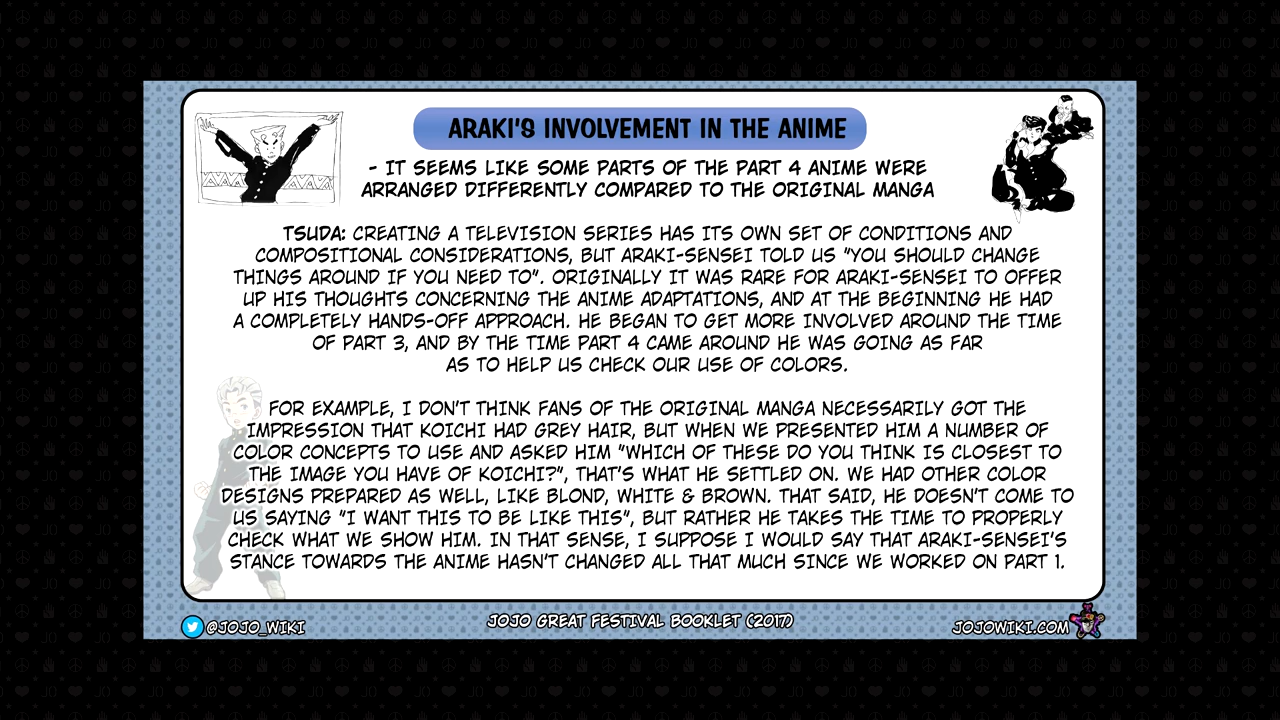 ARAKI'S INVOLVEMENT IN THE ANIME
- IT SEEMS LIKE SOME PARTS OF THE PART 4 ANIME WERE
ARRANGED DIFFERENTLY COMPARED TO THE ORIGINAL MANGA
TSUDA: CREATING A TELEVISION SERIES HAS ITS OWN SET OF CONDITIONS AND
COMPOSITIONAL CONSIDERATIONS, BUT ARAKI-SENSEI TOLD US "YOU SHOULD CHANGE
THINGS AROUND IF YOU NEED TO". ORIGINALLY IT WAS RARE FOR ARAKI-SENSEI TO OFFER
UP HIS THOUGHTS CONCERNING THE ANIME ADAPTATIONS, AND AT THE BEGINNING HE HAD
A COMPLETELY HANDS-OFF APPROACH. HE BEGAN TO GET MORE INVOLVED AROUND THE TIME
OF PART 3, AND BY THE TIME PART 4 CAME AROUND HE WAS GOING AS FAR
AS TO HELP US CHECK OUR USE OF COLORS.
FOR EXAMPLE, I DON'T THINK FANS OF THE ORIGINAL MANGA NECESSARILY GOT THE
IMPRESSION THAT KOICHI HAD GREY HAIR, BUT WHEN WE PRESENTED HIM A NUMBER OF
COLOR CONCEPTS TO USE AND ASKED HIM "WHICH OF THESE DO YOU THINK IS CLOSEST TO
THE IMAGE YOU HAVE OF KOICHI?", THAT'S WHAT HE SETTLED ON. WE HAD OTHER COLOR
DESIGNS PREPARED AS WELL, LIKE BLOND, WHITE & BROWN. THAT SAID, HE DOESN'T COME TO
US SAYING "I WANT THIS TO BE LIKE THIS", BUT RATHER HE TAKES THE TIME TO PROPERLY
CHECK WHAT WE SHOW HIM. IN THAT SENSE, I SUPPOSE I WOULD SAY THAT ARAKI-SENSEI'S
STANCE TOWARDS THE ANIME HASN'T CHANGED ALL THAT MUCH SINCE WE WORKED ON PART 1.
@JOJO_WIKI
JOJO GREAT FESTIVAL BOOKLET (2017)
JOJOWIKI.COM